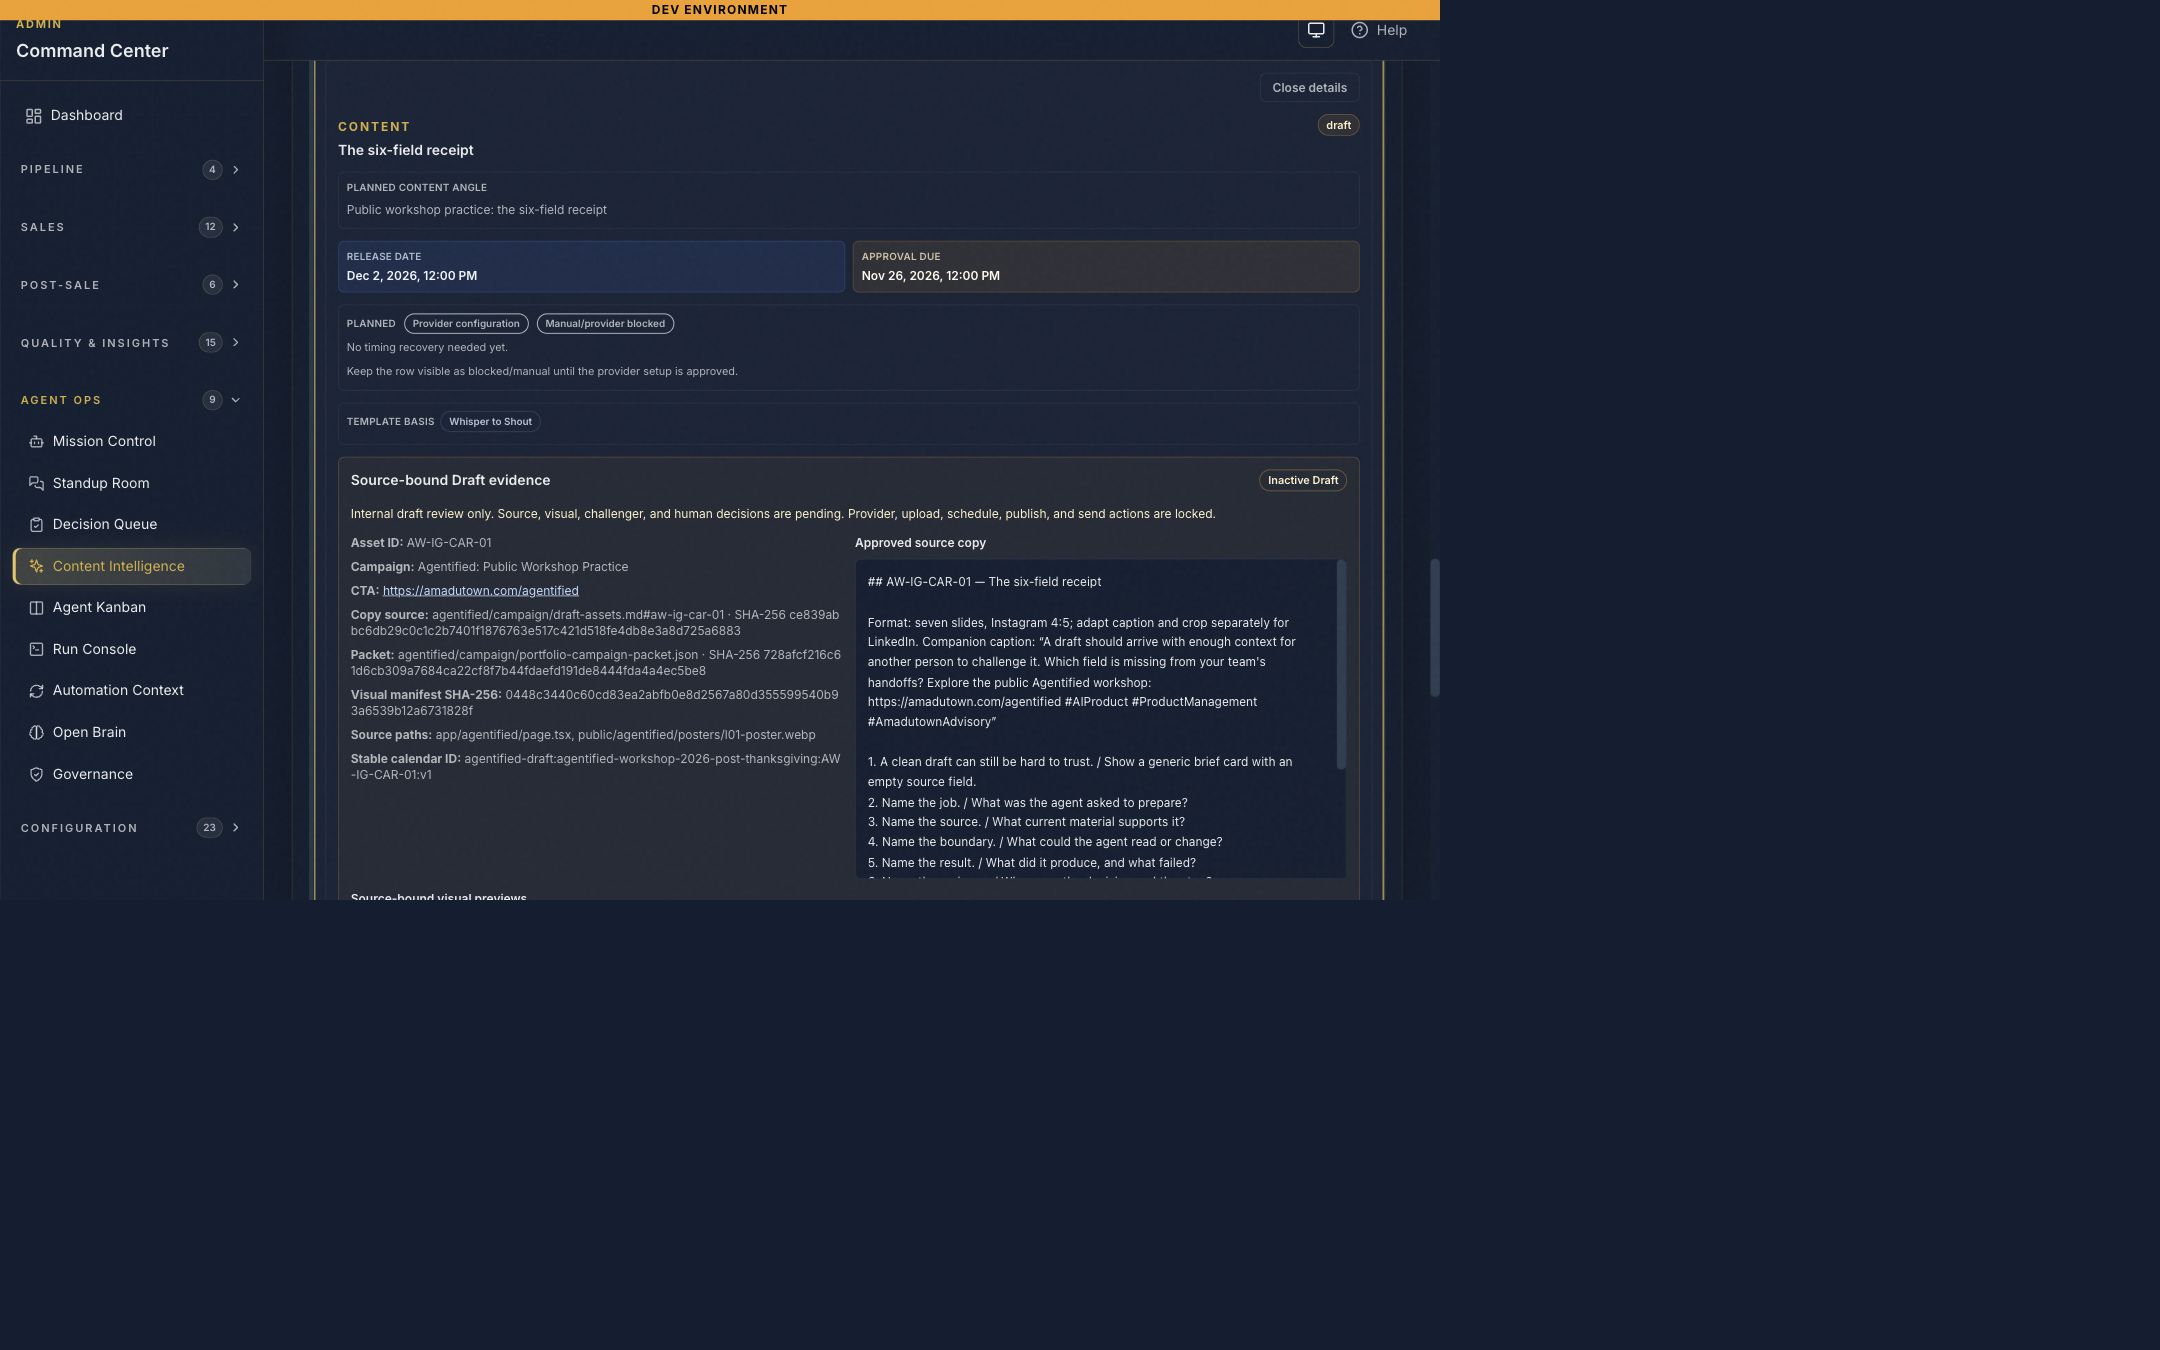 DEV ENVIRONMENT
ADMIN
Command Center
Help
Dashboard
PIPELINE 4
SALES 12
POST-SALE 6
QUALITY & INSIGHTS 15
AGENT OPS 9
Mission Control
Standup Room
Decision Queue
Content Intelligence
Agent Kanban
Run Console
Automation Context
Open Brain
Governance
CONFIGURATION 23
Close details
CONTENT
draft
The six-field receipt
PLANNED CONTENT ANGLE
Public workshop practice: the six-field receipt
RELEASE DATE
Dec 2, 2026, 12:00 PM
APPROVAL DUE
Nov 26, 2026, 12:00 PM
PLANNED Provider configuration Manual/provider blocked
No timing recovery needed yet.
Keep the row visible as blocked/manual until the provider setup is approved.
TEMPLATE BASIS Whisper to Shout
Source-bound Draft evidence
Inactive Draft
Internal draft review only. Source, visual, challenger, and human decisions are pending. Provider, upload, schedule, publish, and send actions are locked.
Asset ID: AW-IG-CAR-01
Campaign: Agentified: Public Workshop Practice
CTA: https://amadutown.com/agentified
Copy source: agentified/campaign/draft-assets.md#aw-ig-car-01 · SHA-256 ce839ab
bc6db29c0c1c2b7401f1876763e517c421d518fe4db8e3a8d725a6883
Packet: agentified/campaign/portfolio-campaign-packet.json · SHA-256 728afcf216c6
1d6cb309a7684ca22cf8f7b44fdaefd191de8444fda4a4ec5be8
Visual manifest SHA-256: 0448c3440c60cd83ea2abfb0e8d2567a80d355599540b9
3a6539b12a6731828f
Source paths: app/agentified/page.tsx, public/agentified/posters/l01-poster.webp
Stable calendar ID: agentified-draft:agentified-workshop-2026-post-thanksgiving:AW
-IG-CAR-01:v1
Approved source copy
## AW-IG-CAR-01 — The six-field receipt
Format: seven slides, Instagram 4:5; adapt caption and crop separately for
LinkedIn. Companion caption: “A draft should arrive with enough context for
another person to challenge it. Which field is missing from your team's
handoffs? Explore the public Agentified workshop:
https://amadutown.com/agentified #AIProduct #ProductManagement
#AmadutownAdvisory”
1. A clean draft can still be hard to trust. / Show a generic brief card with an
empty source field.
2. Name the job. / What was the agent asked to prepare?
3. Name the source. / What current material supports it?
4. Name the boundary. / What could the agent read or change?
5. Name the result. / What did it produce, and what failed?
Source-bound visual previews